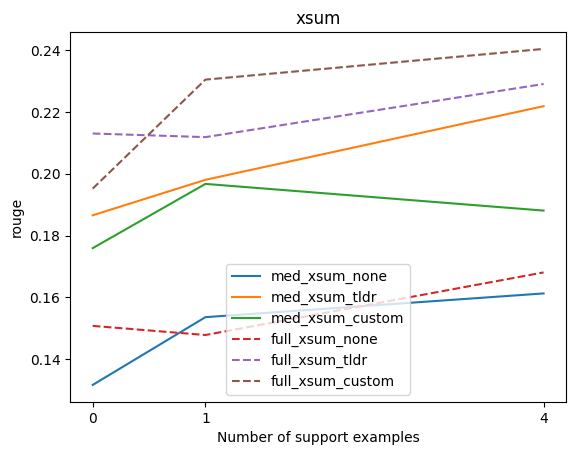 xsum
0.24
0.22
0.20
0.18
0.16
0.14
rouge
med_xsum_none
med_xsum_tldr
med_xsum_custom
full_xsum_none
full_xsum_tldr
full_xsum_custom
0 1 4
Number of support examples